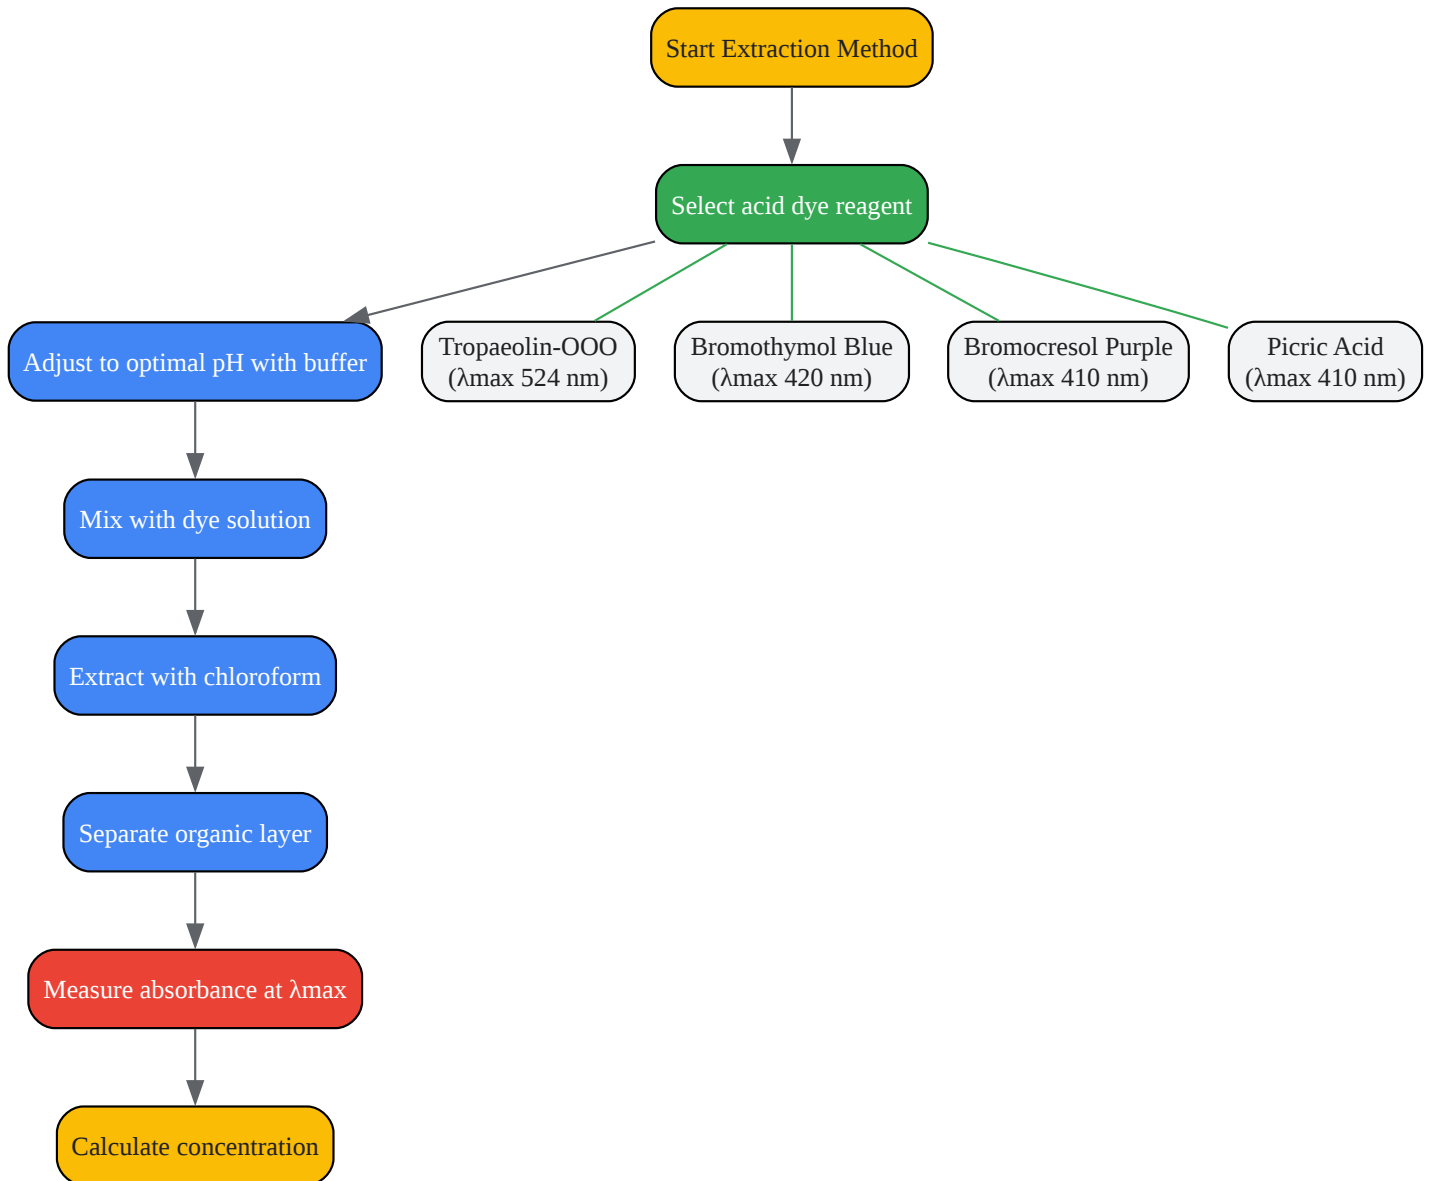 Start Extraction Method
Select acid dye reagent
Adjust to optimal pH with buffer
Tropaeolin-OOO
(λmax 524 nm)
Bromothymol Blue
(λmax 420 nm)
Bromocresol Purple
(λmax 410 nm)
Picric Acid
(λmax 410 nm)
Mix with dye solution
Extract with chloroform
Separate organic layer
Measure absorbance at λmax
Calculate concentration